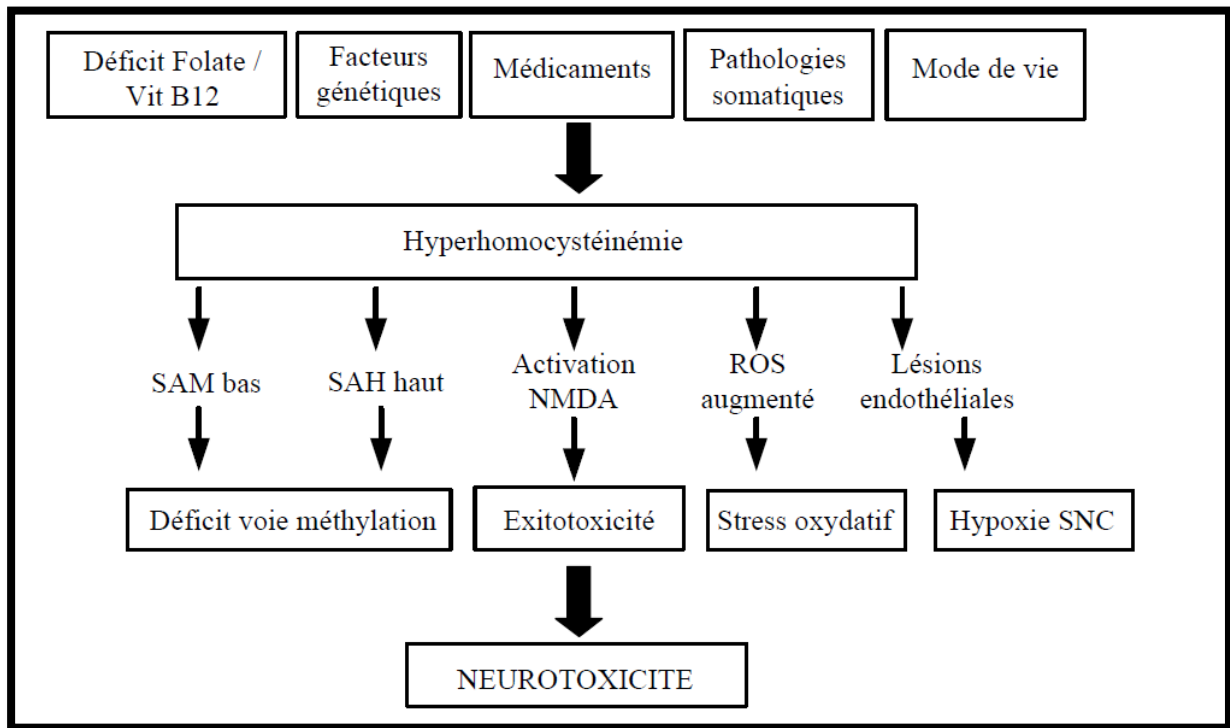 Déficit Folate /
Vit B12
Facteurs
génétiques
Médicaments
Pathologies
somatiques
Mode de vie
Hyperhomocystéinémie
SAM bas
SAH haut
Activation
NMDA
ROS
augmenté
Lésions
endothéliales
Déficit voie méthylation
Exitotoxicité
Stress oxydatif
Hypoxie SNC
NEUROTOXICITE